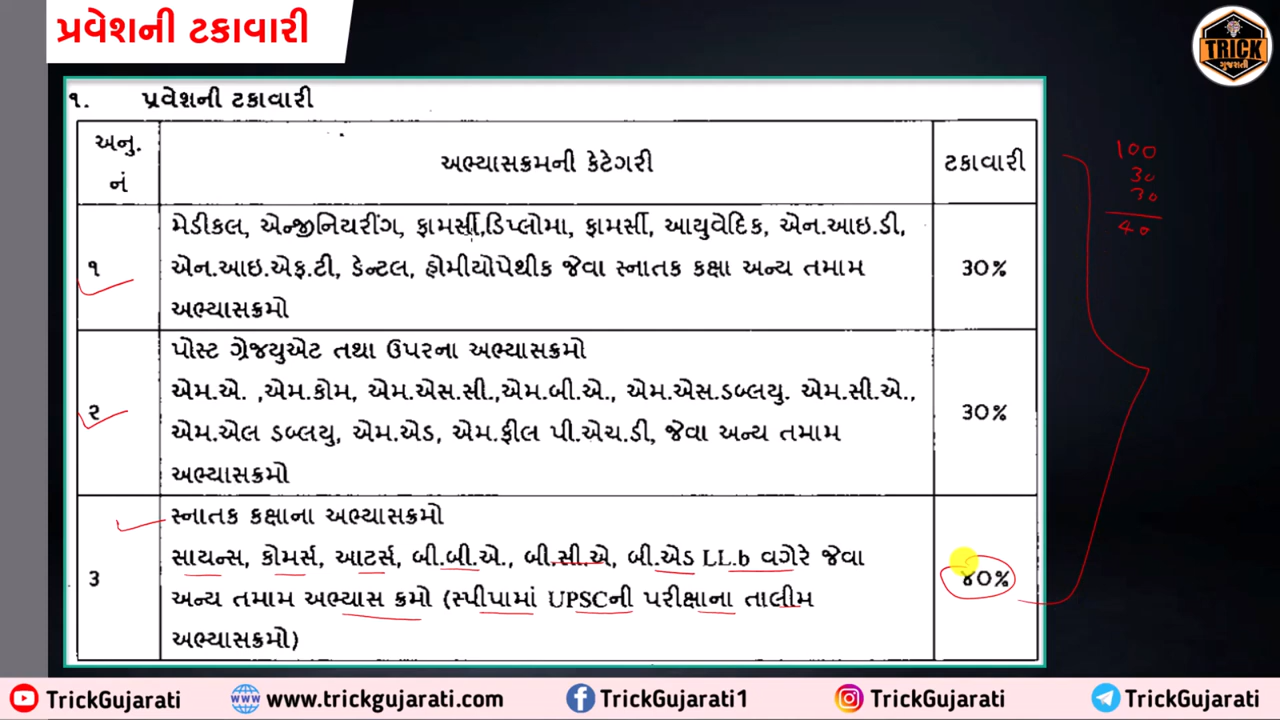 પ્રવેશની ટકાવારી
TRICK
ગુજરાતી
૧. પ્રવેશની ટકાવારી
અનુ. નં
અભ્યાસક્રમની કેટેગરી
ટકાવારી
૧
મેડીકલ, એન્જીનિયરીંગ, ફામર્સી,ડિપ્લોમા, ફામર્સી, આયુવેદિક, એન.આઇ.ડી,
એન.આઇ.એફ.ટી, ડેન્ટલ, હોમીયોપેથીક જેવા સ્નાતક કક્ષા અન્ય તમામ
અભ્યાસક્રમો
30%
૨
પોસ્ટ ગ્રેજયુએટ તથા ઉપરના અભ્યાસક્રમો
એમ.એ. ,એમ.કોમ, એમ.એસ.સી.,એમ.બી.એ., એમ.એસ.ડબ્લયુ. એમ.સી.એ.,
એમ.એલ ડબ્લયુ, એમ.એડ, એમ.ફીલ પી.એચ.ડી, જેવા અન્ય તમામ
અભ્યાસક્રમો
30%
3
સ્નાતક કક્ષાના અભ્યાસક્રમો
સાયન્સ, કોમર્સ, આટર્સ, બી.બી.એ., બી.સી.એ, બી.એડ LL.b વગેરે જેવા
અન્ય તમામ અભ્યાસ ક્રમો (સ્પીપામાં UPSCની પરીક્ષાના તાલીમ
અભ્યાસક્રમો)
૪૦%
100
30
30
40
TrickGujarati
www.trickgujarati.com
TrickGujarati1
TrickGujarati
TrickGujarati